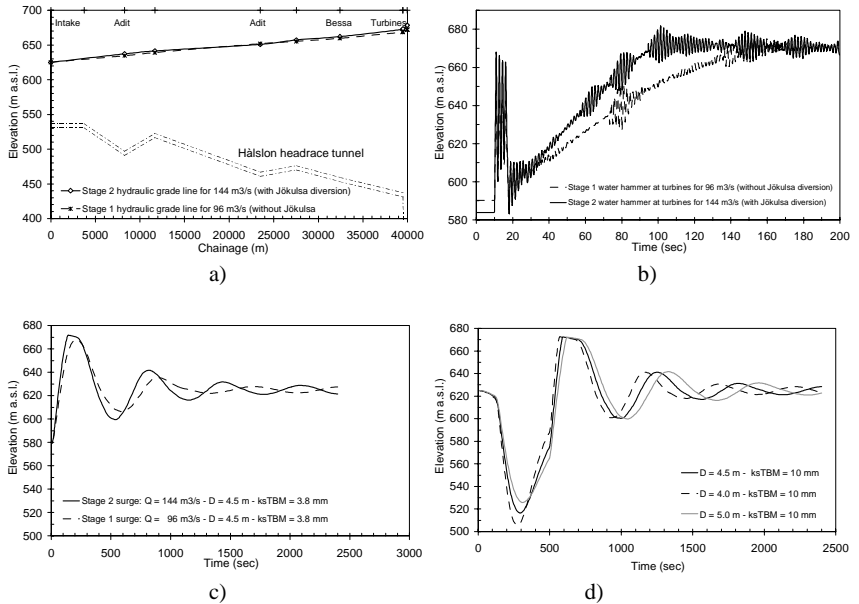 Elevation (m a.s.l.)
700
650
600
550
500
450
400
Intake Adit Adit Bessa Turbines
Hàlslon headrace tunnel
Stage 2 hydraulic grade line for 144 m3/s (with Jökulsa diversion)
Stage 1 hydraulic grade line for 96 m3/s (without Jökulsa
0 5000 10000 15000 20000 25000 30000 35000 40000
Chainage (m)
a)
Elevation (m a.s.l.)
680
660
640
620
600
580
Stage 1 water hammer at turbines for 96 m3/s (without Jökulsa diversion)
Stage 2 water hammer at turbines for 144 m3/s (with Jökulsa diversion)
0 20 40 60 80 100 120 140 160 180 200
Time (sec)
b)
Elevation (m a.s.l.)
680
660
640
620
600
580
560
540
520
500
Stage 2 surge: Q = 144 m3/s - D = 4.5 m - ksTBM = 3.8 mm
Stage 1 surge: Q = 96 m3/s - D = 4.5 m - ksTBM = 3.8 mm
0 500 1000 1500 2000 2500 3000
Time (sec)
c)
Elevation (m a.s.l.)
680
660
640
620
600
580
560
540
520
500
D = 4.5 m - ksTBM = 10 mm
D = 4.0 m - ksTBM = 10 mm
D = 5.0 m - ksTBM = 10 mm
0 500 1000 1500 2000 2500
Time (sec)
d)